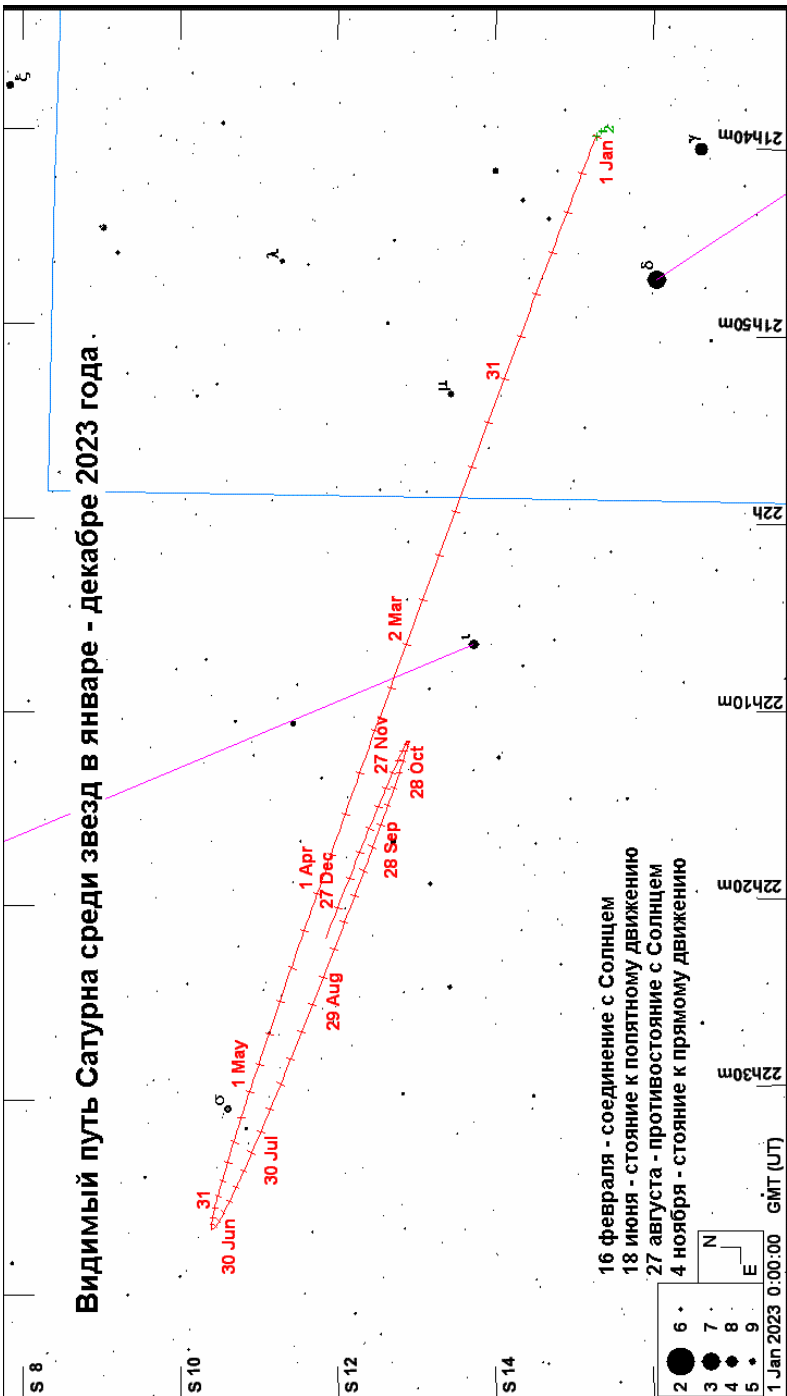 Видимый путь Сатурна среди звезд в январе - декабре 2023 года.
ξ
λ
μ
γ
δ
ι
σ
2
1 Jan
31
2 Mar
1 Apr
1 May
31
30 Jun
30 Jul
29 Aug
28 Sep
28 Oct
27 Nov
27 Dec
21h40m
21h50m
22h
22h10m
22h20m
22h30m
S 8
S 10
S 12
S 14
16 февраля - соединение с Солнцем
18 июня - стояние к попятному движению
27 августа - противостояние с Солнцем
4 ноября - стояние к прямому движению
2 6
3 7
4 8
5 9
N
E
1 Jan 2023 0:00:00 GMT (UT)